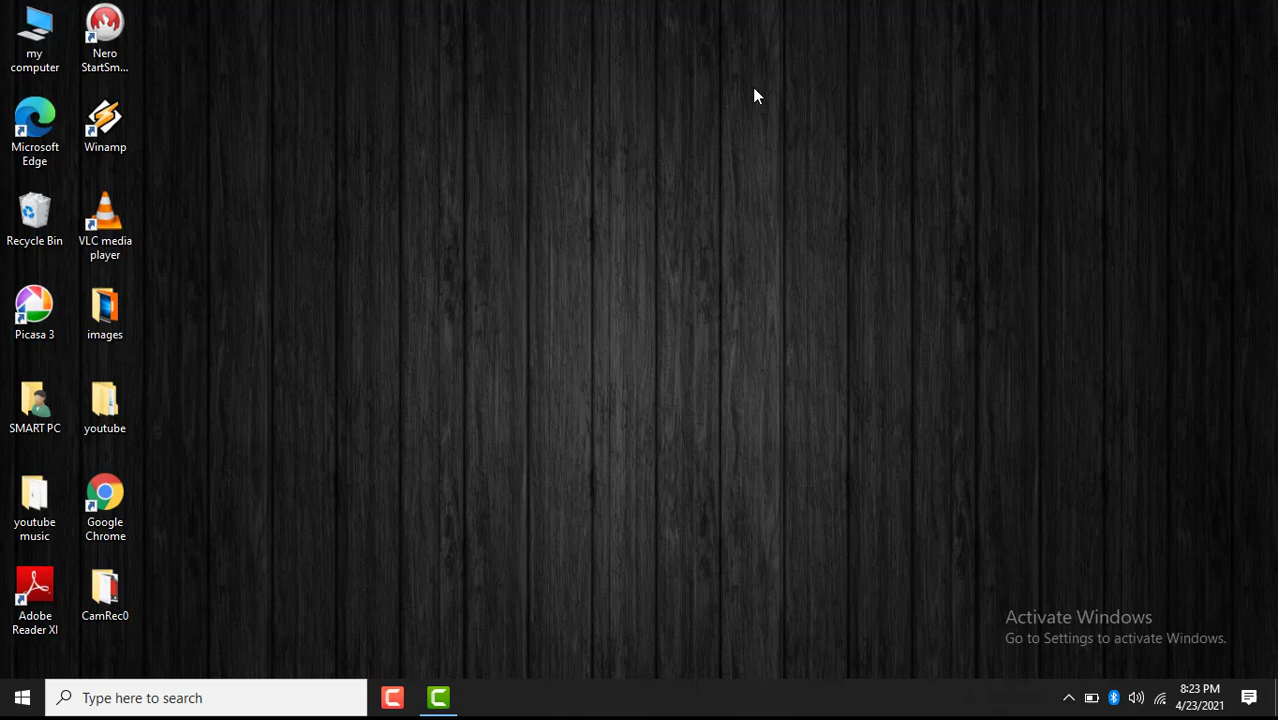 my
computer
Nero
StartSm...
Microsoft
Edge
Winamp
Recycle Bin
VLC media
player
Picasa 3
images
SMART PC
youtube
youtube
music
Google
Chrome
Adobe
Reader XI
CamRec0
Activate Windows
Go to Settings to activate Windows.
Type here to search
8:23 PM
4/23/2021